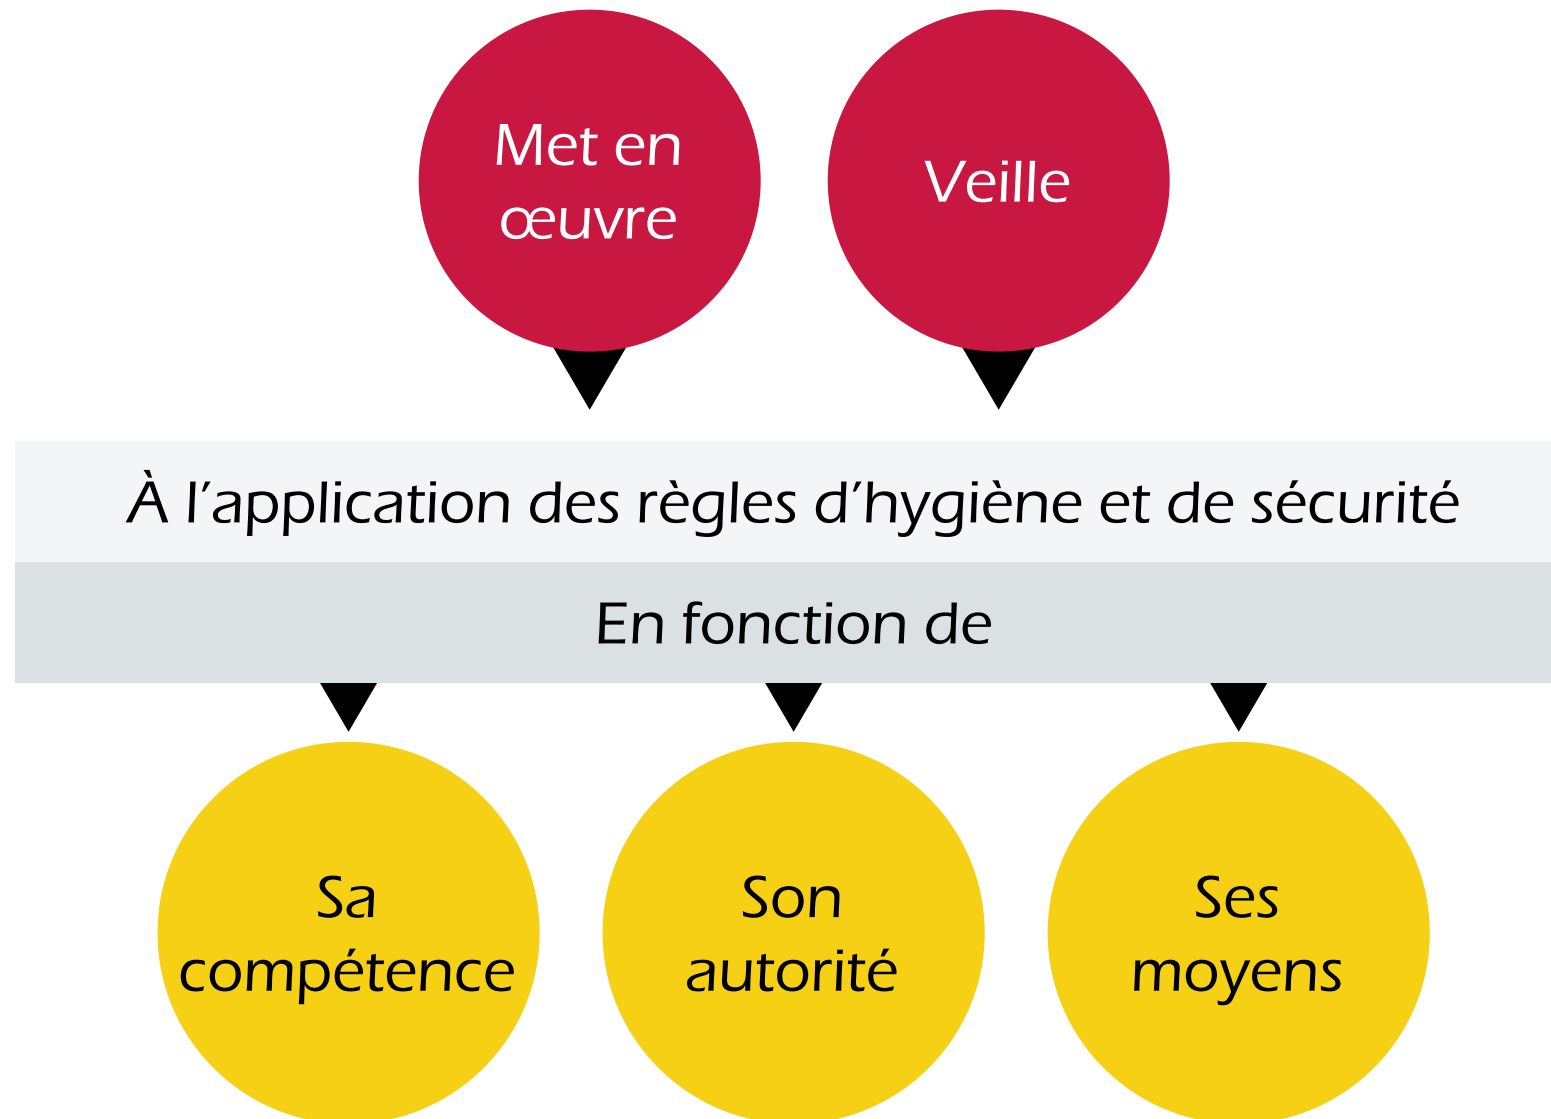 Met en
œuvre
Veille
À l’application des règles d’hygiène et de sécurité
En fonction de
Sa
compétence
Son
autorité
Ses
moyens